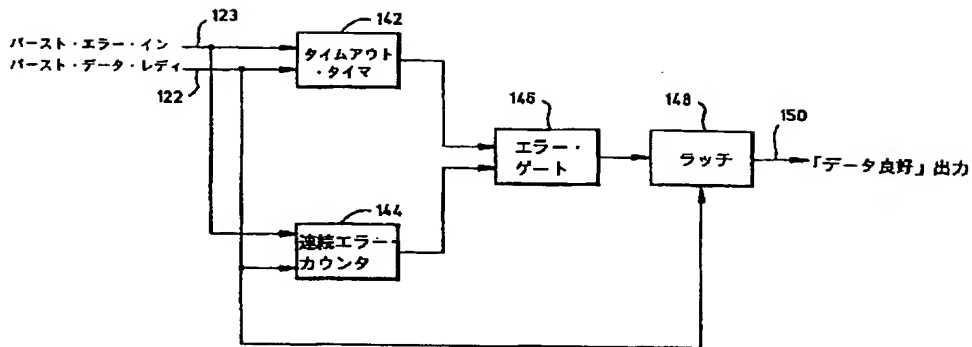 123
142
バースト・エラー・イン
バースト・データ・レディ
122
タイムアウト
・タイマ
146
エラー・
ゲート
148
ラッチ
150
「データ良好」出力
144
連続エラー・
カウンタ